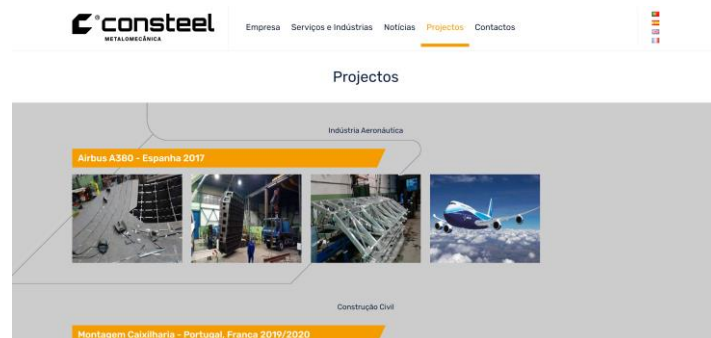 consteel
METALOMECÂNICA
Empresa Serviços e Indústrias Notícias Projectos Contactos
Projectos
Indústria Aeronáutica
Airbus A380 - Espanha 2017
Construção Civil
Montagem Caixilharia - Portugal, França 2019/2020